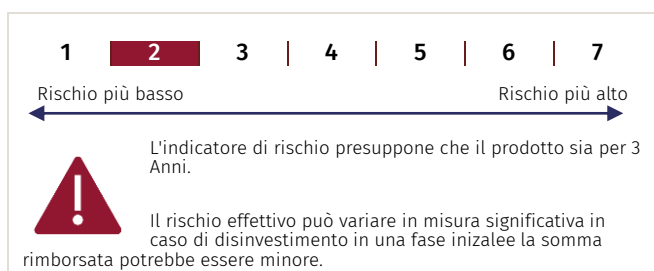 1 2 3 4 5 6 7
Rischio più basso Rischio più alto
L'indicatore di rischio presuppone che il prodotto sia per 3
Anni.
Il rischio effettivo può variare in misura significativa in
caso di disinvestimento in una fase inizalee la somma
rimborsata potrebbe essere minore.